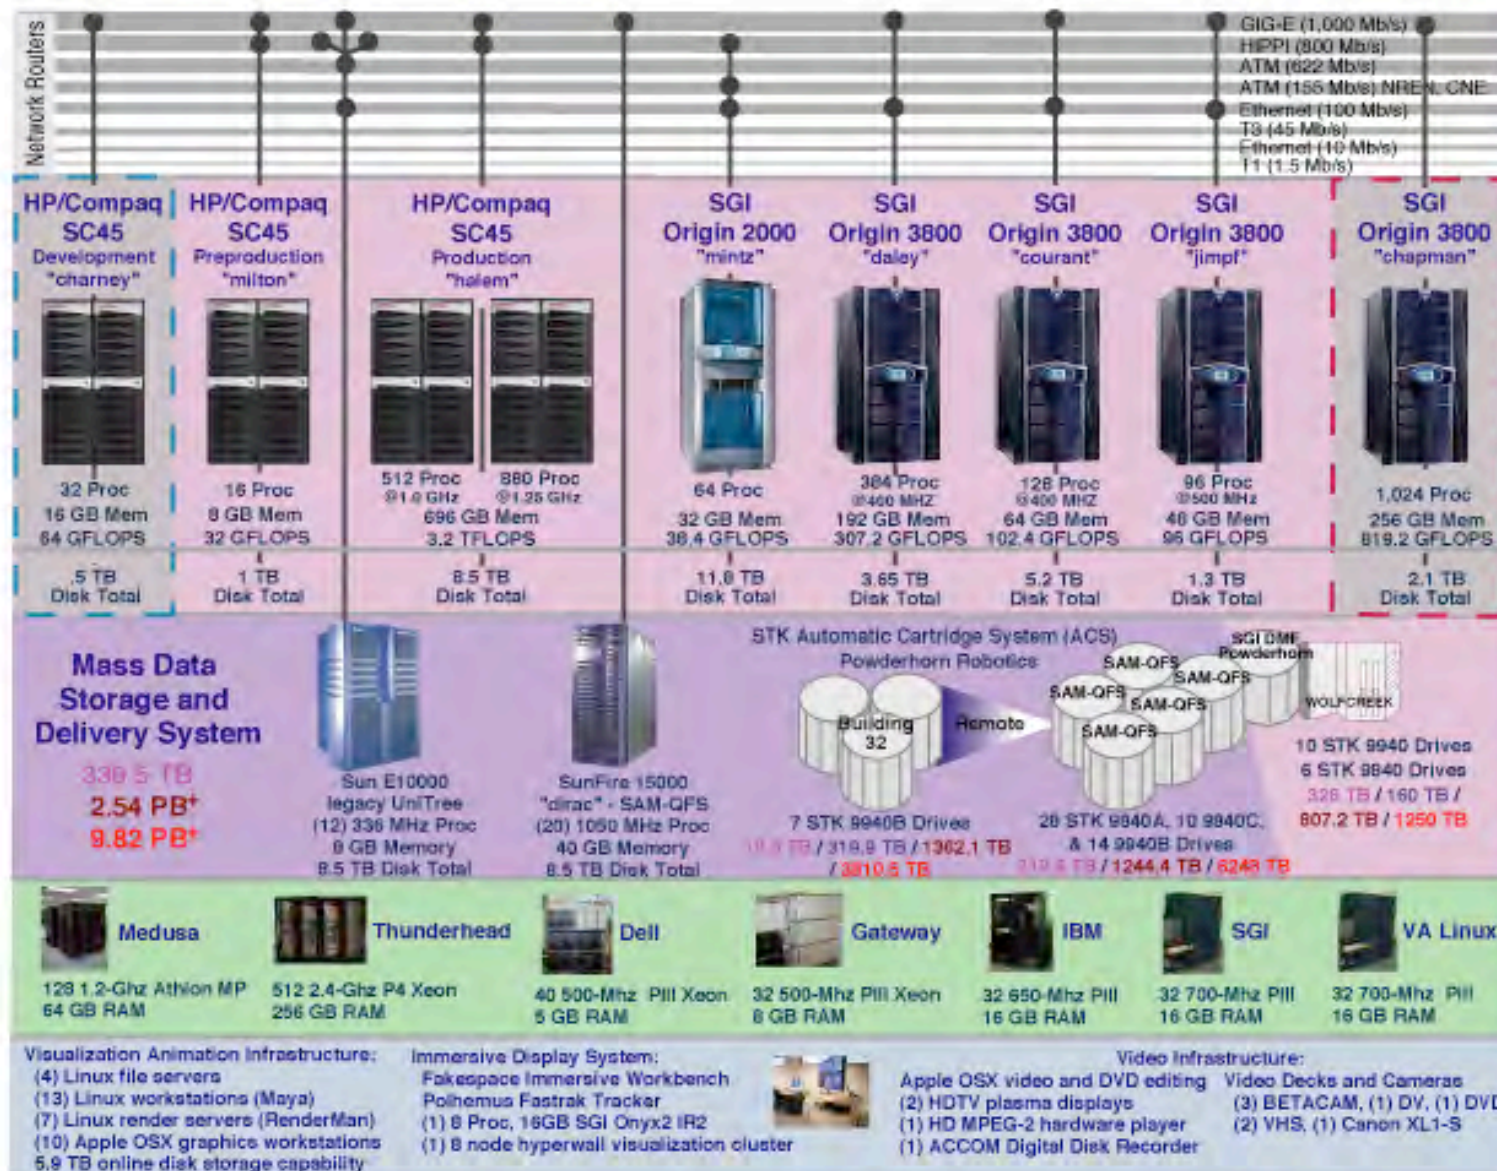 Network Routers
GIG-E (1,000 Mb/s)
HIPPI (800 Mb/s)
ATM (622 Mb/s)
ATM (155 Mb/s) NREN, CNE
Ethernet (100 Mb/s)
T3 (45 Mb/s)
Ethernet (10 Mb/s)
T1 (1.5 Mb/s)
HP/Compaq
SC45
Development
"charney"
32 Proc
16 GB Mem
64 GFLOPS
.5 TB
Disk Total
HP/Compaq
SC45
Preproduction
"milton"
16 Proc
8 GB Mem
32 GFLOPS
1 TB
Disk Total
HP/Compaq
SC45
Production
"halem"
512 Proc
@1.0 GHz
880 Proc
@1.25 GHz
696 GB Mem
3.2 TFLOPS
8.5 TB
Disk Total
SGI
Origin 2000
"mintz"
64 Proc
32 GB Mem
38.4 GFLOPS
11.8 TB
Disk Total
SGI
Origin 3800
"daley"
384 Proc
@400 MHZ
192 GB Mem
307.2 GFLOPS
3.65 TB
Disk Total
SGI
Origin 3800
"courant"
128 Proc
@400 MHZ
64 GB Mem
102.4 GFLOPS
5.2 TB
Disk Total
SGI
Origin 3800
"jimpf"
96 Proc
@500 MHz
48 GB Mem
96 GFLOPS
1.3 TB
Disk Total
SGI
Origin 3800
"chapman"
1,024 Proc
256 GB Mem
819.2 GFLOPS
2.1 TB
Disk Total
Mass Data
Storage and
Delivery System
339.5 TB
2.54 PB+
9.82 PB+
Sun E10000
legacy UniTree
(12) 336 MHz Proc
8 GB Memory
8.5 TB Disk Total
SunFire 15000
"dirac" - SAM-QFS
(20) 1050 MHz Proc
40 GB Memory
8.5 TB Disk Total
STK Automatic Cartridge System (ACS)
Powderhorn Robotics
Building
32
Remote
SAM-QFS
SAM-QFS
SAM-QFS
SAM-QFS
SAM-QFS
SGI DMF
Powderhorn
WOLFCREEK
7 STK 9940B Drives
TB / 319.9 TB / 1362.1 TB
/ 3810.5 TB
28 STK 9840A, 10 9840C,
& 14 9940B Drives
TB / 1244.4 TB / 6248 TB
10 STK 9940 Drives
6 STK 9840 Drives
326 TB / 160 TB /
807.2 TB / 1250 TB
Medusa
128 1.2-Ghz Athlon MP
64 GB RAM
Thunderhead
512 2.4-Ghz P4 Xeon
256 GB RAM
Dell
40 500-Mhz PIII Xeon
5 GB RAM
Gateway
32 500-Mhz PIII Xeon
8 GB RAM
IBM
32 650-Mhz PIII
16 GB RAM
SGI
32 700-Mhz PIII
16 GB RAM
VA Linux
32 700-Mhz PIII
16 GB RAM
Visualization Animation Infrastructure:
(4) Linux file servers
(13) Linux workstations (Maya)
(7) Linux render servers (RenderMan)
(10) Apple OSX graphics workstations
5.9 TB online disk storage capability
Immersive Display System:
Fakespace Immersive Workbench
Polhemus Fastrak Tracker
(1) 8 Proc, 16GB SGI Onyx2 IR2
(1) 8 node hyperwall visualization cluster
Video Infrastructure:
Apple OSX video and DVD editing
(2) HDTV plasma displays
(1) HD MPEG-2 hardware player
(1) ACCOM Digital Disk Recorder
Video Decks and Cameras
(3) BETACAM, (1) DV, (1) DVD
(2) VHS, (1) Canon XL1-S